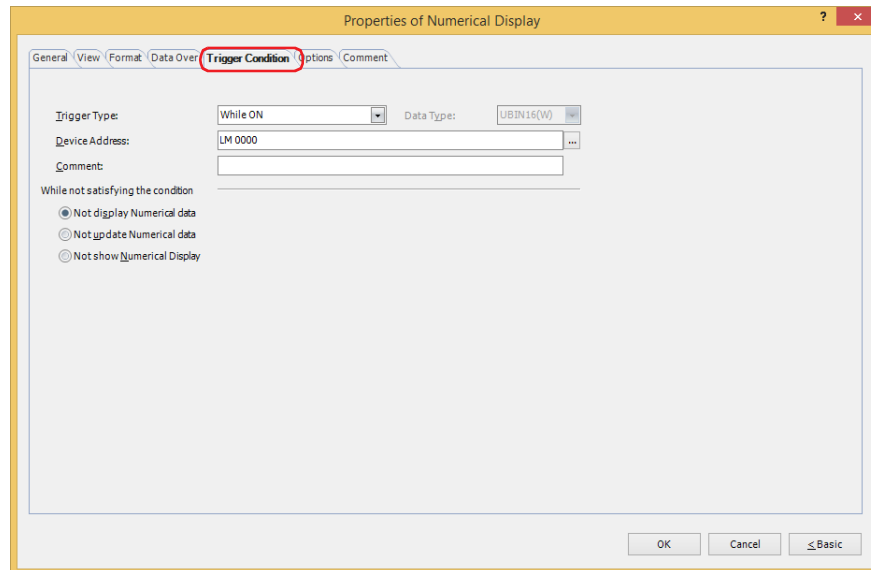 Properties of Numerical Display ? ×
General View Format Data Over Trigger Condition Options Comment
Trigger Type: While ON Data Type: UBIN16(W)
Device Address: LM 0000 ...
Comment:
While not satisfying the condition
Not display Numerical data
Not update Numerical data
Not show Numerical Display
OK Cancel < Basic